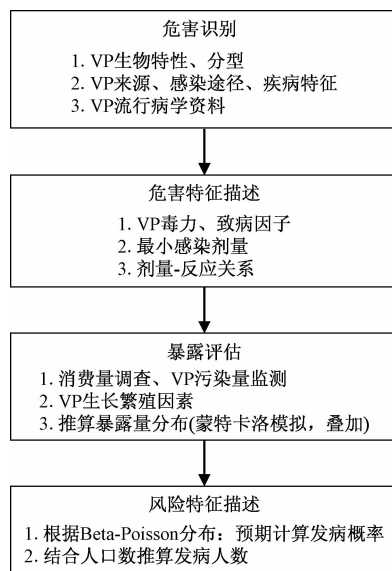 危害识别
1. VP生物特性、分型
2. VP来源、感染途径、疾病特征
3. VP流行病学资料
危害特征描述
1. VP毒力、致病因子
2. 最小感染剂量
3. 剂量-反应关系
暴露评估
1. 消费量调查、VP污染量监测
2. VP生长繁殖因素
3. 推算暴露量分布(蒙特卡洛模拟，叠加)
风险特征描述
1. 根据Beta-Poisson分布：预期计算发病概率
2. 结合人口数推算发病人数